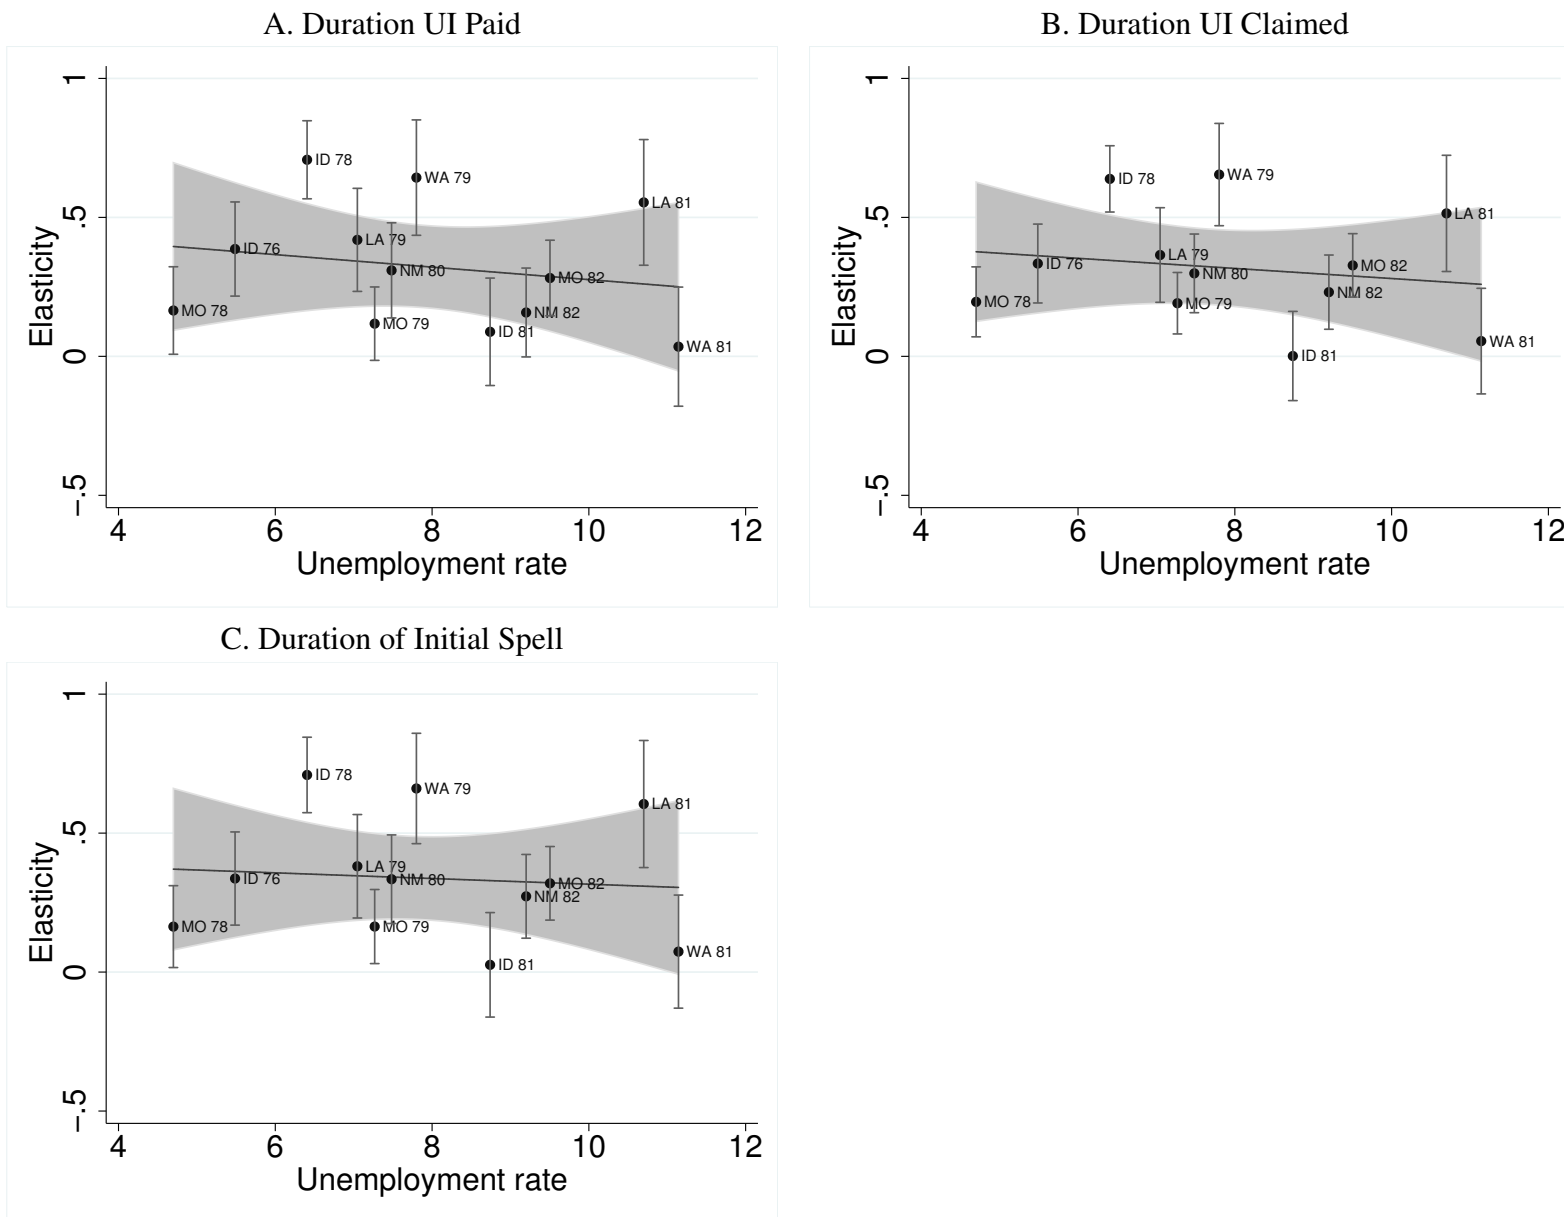 A. Duration UI Paid
Elasticity
1
.5
0
−.5
ID 78
WA 79
LA 81
ID 76
LA 79
NM 80
MO 82
MO 78
MO 79
NM 82
ID 81
WA 81
4 6 8 10 12
Unemployment rate
B. Duration UI Claimed
Elasticity
1
.5
0
−.5
ID 78
WA 79
LA 81
ID 76
LA 79
NM 80
MO 82
MO 78
MO 79
NM 82
ID 81
WA 81
4 6 8 10 12
Unemployment rate
C. Duration of Initial Spell
Elasticity
1
.5
0
−.5
ID 78
WA 79
LA 81
ID 76
LA 79
NM 80
MO 82
NM 82
MO 78
MO 79
ID 81
WA 81
4 6 8 10 12
Unemployment rate